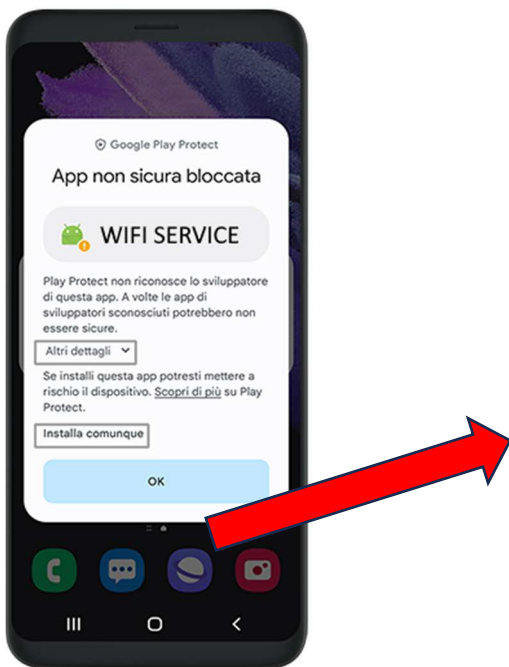 Google Play Protect
App non sicura bloccata
WIFI SERVICE
Play Protect non riconosce lo sviluppatore
di questa app. A volte le app di
sviluppatori sconosciuti potrebbero non
essere sicure.
Altri dettagli
Se installi questa app potresti mettere a
rischio il dispositivo. Scopri di più su Play
Protect.
Installa comunque
OK